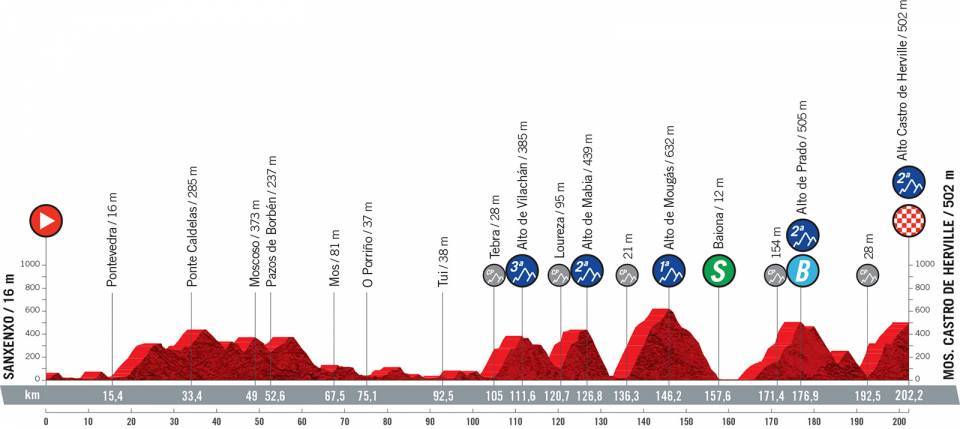 SANXENXO / 16 m
Pontevedra / 16 m
Ponte Caldelas / 285 m
Moscoso / 373 m
Pazos de Borbén / 237 m
Mos / 81 m
O Porriño / 37 m
Tui / 38 m
Tebra / 28 m
Alto de Vilachán / 385 m
Loureza / 95 m
Alto de Mabia / 439 m
21 m
Alto de Mougás / 632 m
Baiona / 12 m
154 m
Alto de Prado / 505 m
28 m
Alto Castro de Herville / 502 m
MOS. CASTRO DE HERVILLE / 502 m
2ª
2ª
CP 3ª CP 2ª CP 1ª S CP B CP
1000 1000
800 800
600 600
400 400
200 200
0 0
km 15,4 33,4 49 52,6 67,5 75,1 92,5 105 111,6 120,7 126,8 136,3 146,2 157,6 171,4 176,9 192,5 202,2
0 10 20 30 40 50 60 70 80 90 100 110 120 130 140 150 160 170 180 190 200